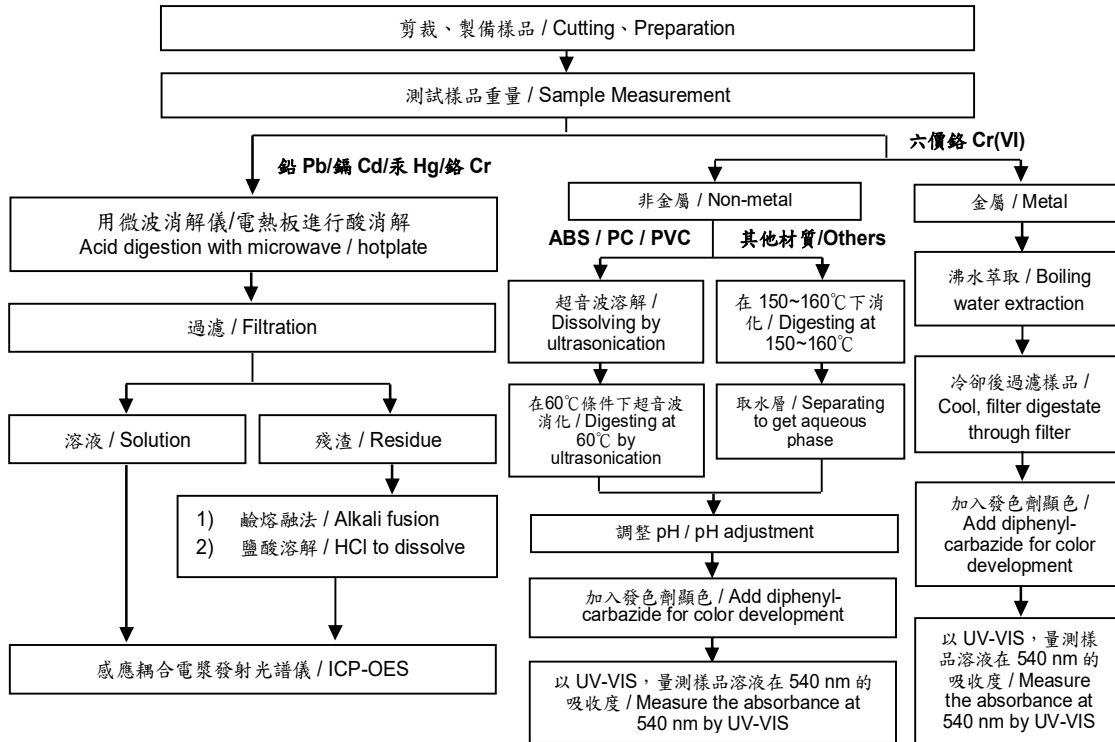 剪裁、製備樣品 / Cutting、Preparation
測試樣品重量 / Sample Measurement
鉛 Pb/鎘 Cd/汞 Hg/鉻 Cr
六價鉻 Cr(VI)
用微波消解儀/電熱板進行酸消解
Acid digestion with microwave / hotplate
過濾 / Filtration
溶液 / Solution
殘渣 / Residue
1) 鹼熔融法 / Alkali fusion
2) 鹽酸溶解 / HCl to dissolve
感應耦合電漿發射光譜儀 / ICP-OES
非金屬 / Non-metal
ABS / PC / PVC
其他材質/Others
超音波溶解 /
Dissolving by
ultrasonication
在 150~160℃下消
化 / Digesting at
150~160℃
在60℃條件下超音波
消化 / Digesting at
60℃ by
ultrasonication
取水層 / Separating
to get aqueous
phase
調整 pH / pH adjustment
加入發色劑顯色 / Add diphenyl-
carbazide for color development
以 UV-VIS，量測樣品溶液在 540 nm 的
吸收度 / Measure the absorbance at
540 nm by UV-VIS
金屬 / Metal
沸水萃取 / Boiling
water extraction
冷卻後過濾樣品 /
Cool, filter digestate
through filter
加入發色劑顯色 /
Add diphenyl-
carbazide for color
development
以 UV-VIS，量測樣
品溶液在 540 nm 的
吸收度 / Measure
the absorbance at
540 nm by UV-VIS